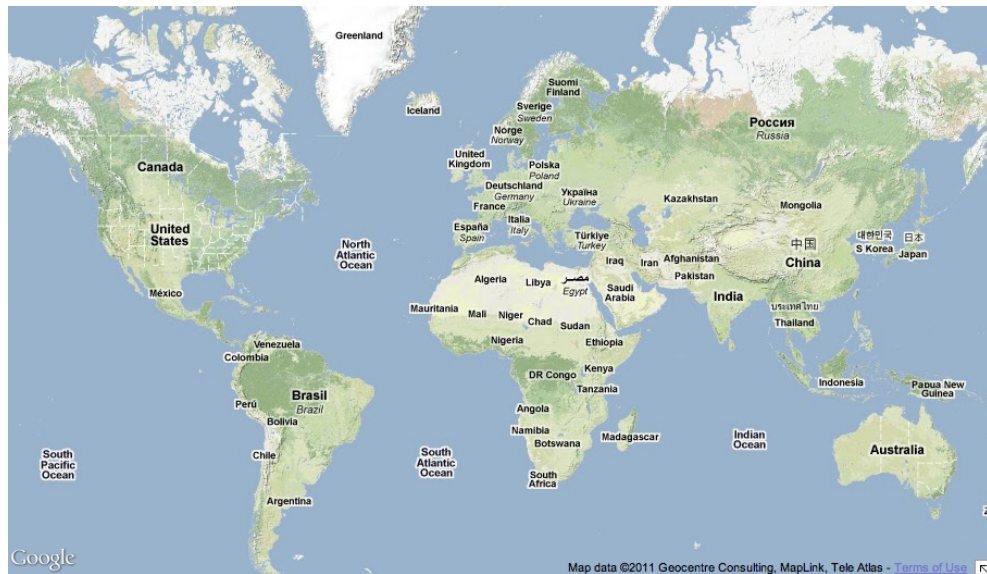 Greenland
Iceland
Suomi
Finland
Sverige
Sweden
Norge
Norway
Россия
Russia
Canada
United
Kingdom
Polska
Poland
Deutschland
Germany
Україна
Ukraine
France
Kazakhstan
Mongolia
United
States
España
Spain
Italia
Italy
Türkiye
Turkey
North
Atlantic
Ocean
中国
China
대한민국
S Korea
日本
Japan
Iraq
Iran
Afghanistan
Pakistan
Algeria
Libya
مصر
Egypt
Saudi
Arabia
India
México
Mauritania
Mali
Niger
Chad
Sudan
ประเทศไทย
Thailand
Nigeria
Ethiopia
Venezuela
Colombia
DR Congo
Kenya
Tanzania
Indonesia
Papua New
Guinea
Perú
Brasil
Brazil
Bolivia
Angola
Namibia
Botswana
Madagascar
Indian
Ocean
South
Pacific
Ocean
Chile
South
Atlantic
Ocean
Australia
South
Africa
Argentina
Google
Map data ©2011 Geocentre Consulting, MapLink, Tele Atlas - Terms of Use